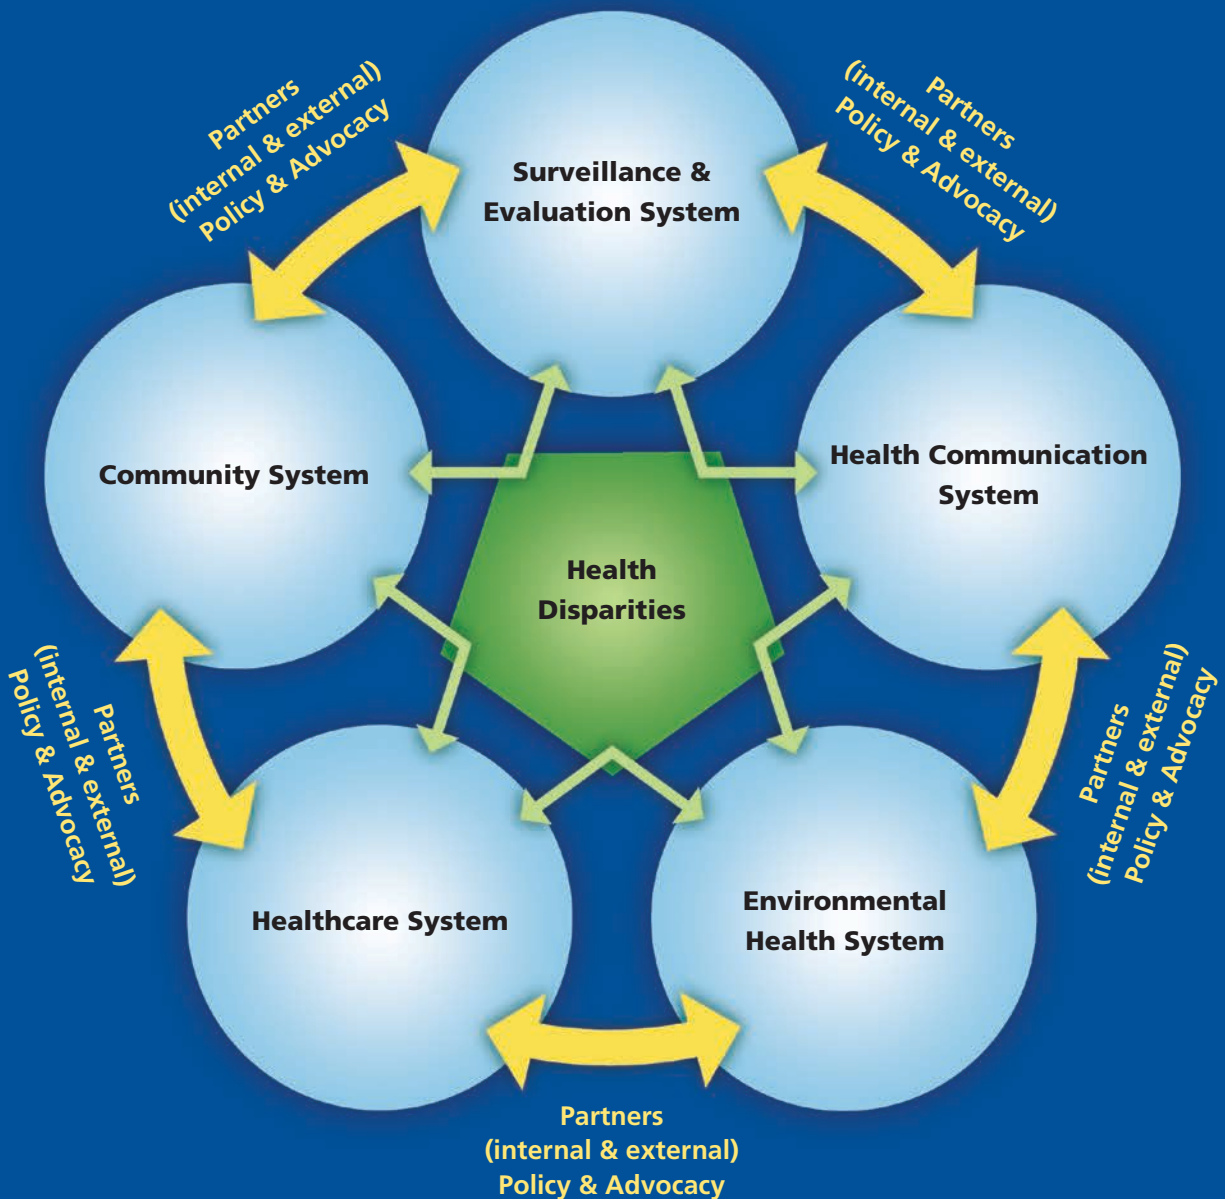 Partners
(internal & external)
Policy & Advocacy
Partners
(internal & external)
Policy & Advocacy
Surveillance &
Evaluation System
Community System
Health Communication
System
Health
Disparities
Partners
(internal & external)
Policy & Advocacy
Partners
(internal & external)
Policy & Advocacy
Healthcare System
Environmental
Health System
Partners
(internal & external)
Policy & Advocacy